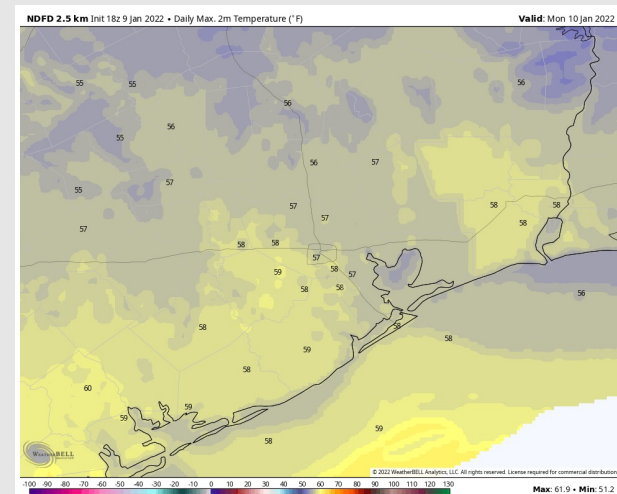 NDFD 2.5 km Init 18z 9 Jan 2022 • Daily Max. 2m Temperature (°F)
Valid: Mon 10 Jan 2022
55 55 56
56
56
55
56 57
57
55
57 58 58
57 58
57
58 58
57
59 58 57
58 58 56
58 58
58
59
58
60
59
59
59
58
WeatherBELL
© 2022 WeatherBELL Analytics, LLC. All rights reserved. License required for commercial distribution.
-100 -90 -80 -70 -60 -50 -40 -30 -20 -10 0 10 20 30 40 50 60 70 80 90 100 110 120 130
Max: 61.9 • Min: 51.2